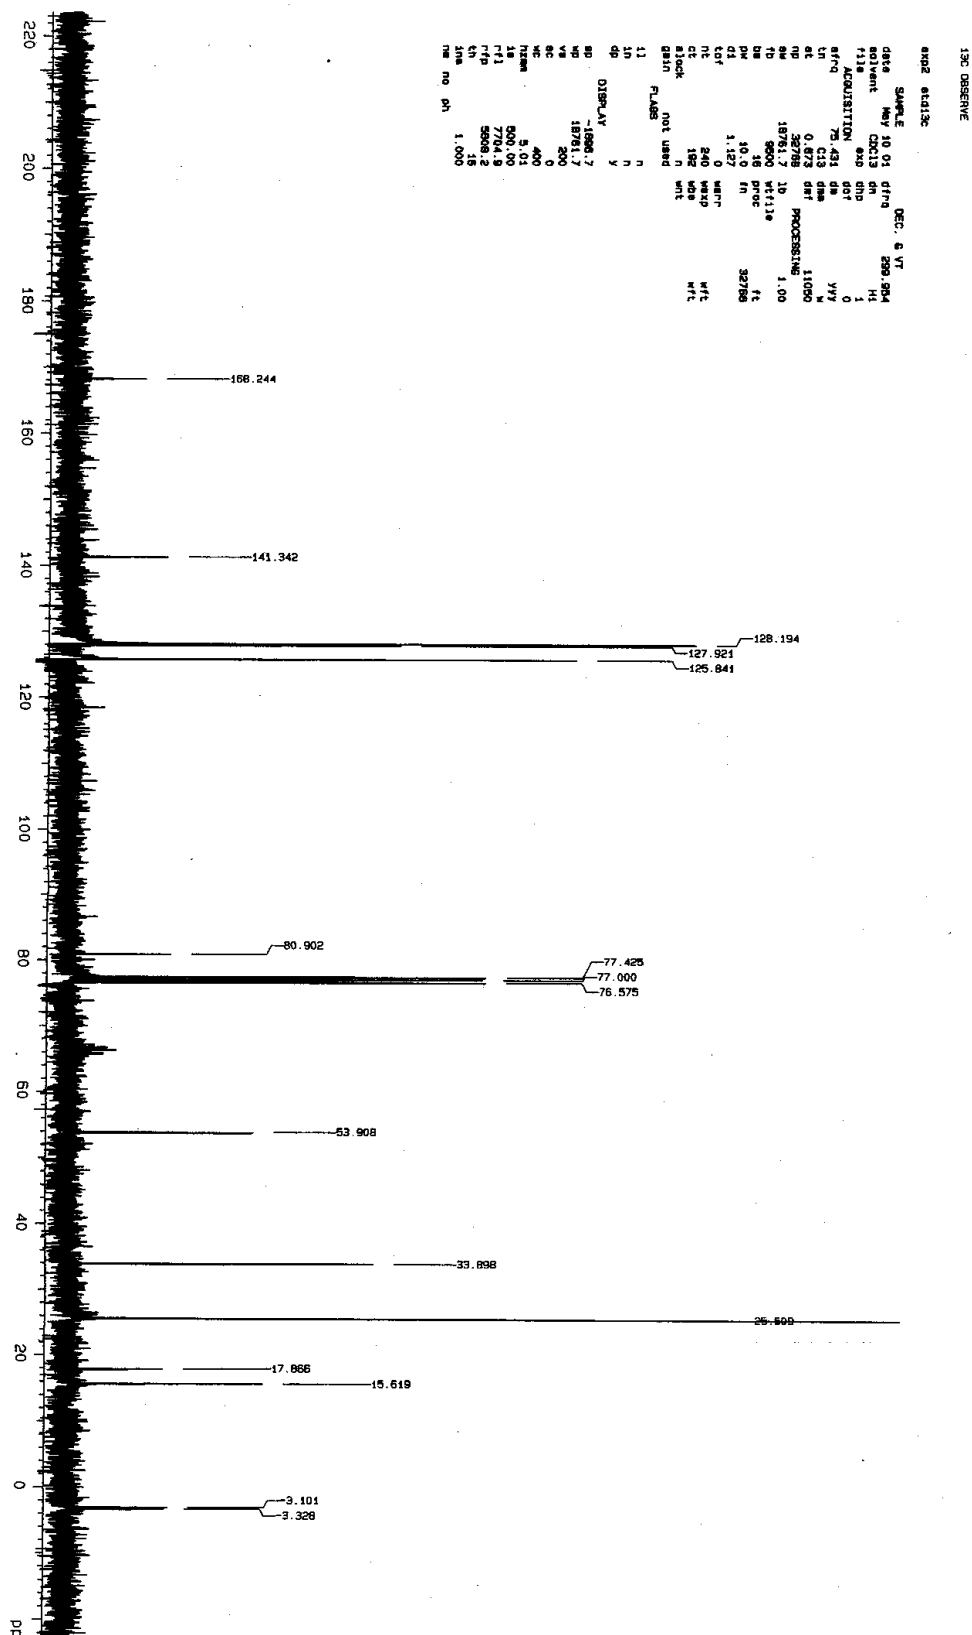 13C OBSERVE
exp2 std13c
SAMPLE DEC. & VT
date May 10 01 dfrq 299.954
solvent CDCl3 dn H1
file exp dhp 1
ACQUISITION dof 0
sfrq 75.431 dm yyy
tn C13 dmm w
at 0.873 dmf 11050
np 32768 PROCESSING
sw 18761.7 lb 1.00
fb 9500 wtfile
bs 16 proc ft
pw 10.0 fn 32768
d1 1.127
tof 0 werr
nt 240 wexp wft
ct 192 wbs wft
alock n wnt
gain not used
FLAGS
il n
in n
dp y
DISPLAY
sp -1896.7
wp 18761.7
vs 200
sc 0
wc 400
hzmm 5.01
is 500.00
rfl 7704.9
rfp 5808.2
th 15
ins 1.000
nm no ph
168.244
141.342
128.194
127.921
125.841
80.902
77.425
77.000
76.575
53.908
33.898
25.509
17.866
15.619
-3.101
-3.328
220 200 180 160 140 120 100 80 60 40 20 0